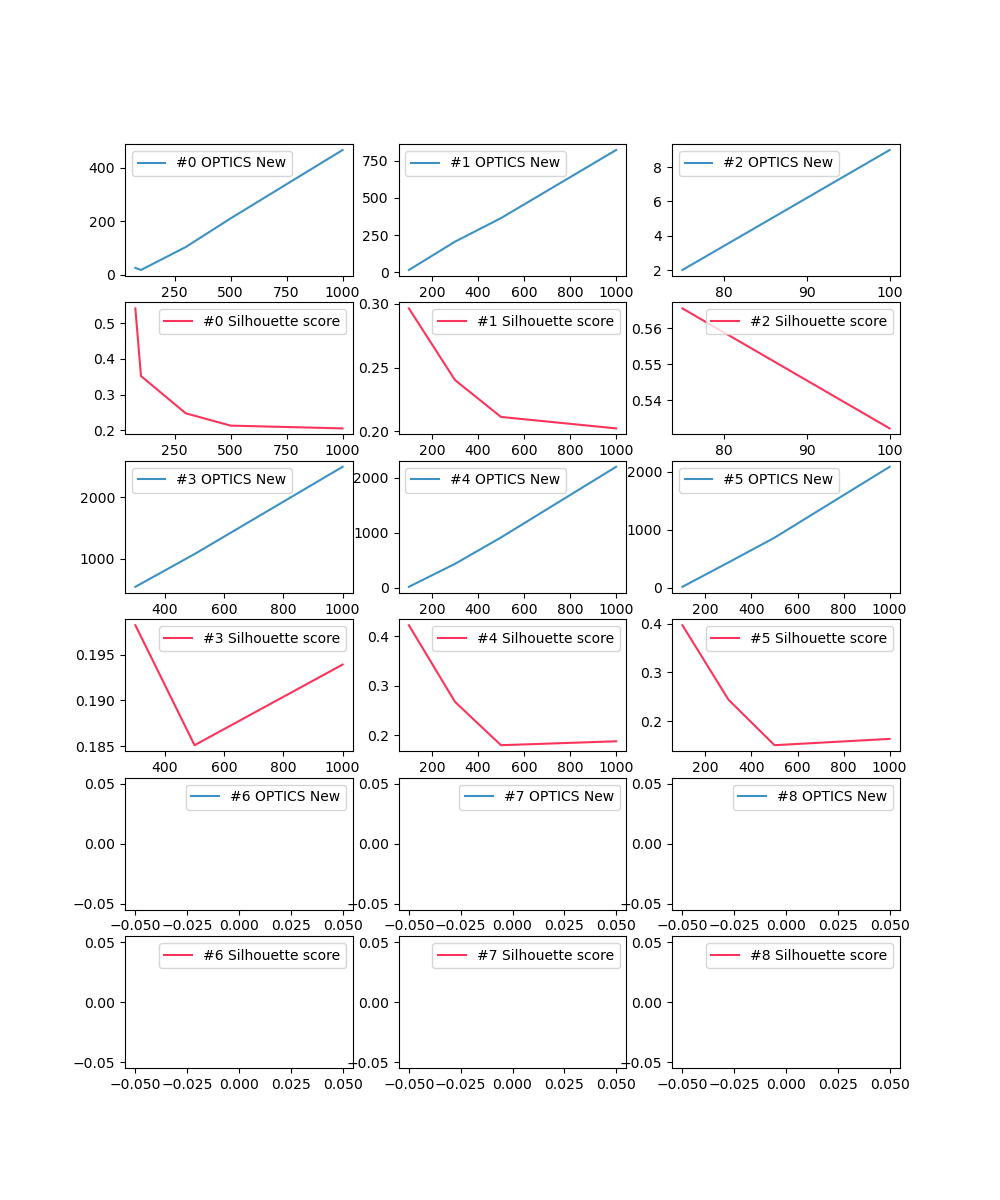 #0 OPTICS New #1 OPTICS New #2 OPTICS New
400 750 8
200 500 6
250 4
0 0 2
250 500 750 1000 200 400 600 800 1000 80 90 100
#0 Silhouette score #1 Silhouette score #2 Silhouette score
0.5 0.30 0.56
0.4 0.25 0.55
0.3 0.54
0.2 0.20
250 500 750 1000 200 400 600 800 1000 80 90 100
#3 OPTICS New #4 OPTICS New #5 OPTICS New
2000 2000 2000
1000 1000 1000
0 0
400 600 800 1000 200 400 600 800 1000 200 400 600 800 1000
#3 Silhouette score #4 Silhouette score #5 Silhouette score
0.195 0.4 0.4
0.190 0.3 0.3
0.185 0.2 0.2
400 600 800 1000 200 400 600 800 1000 200 400 600 800 1000
#6 OPTICS New #7 OPTICS New #8 OPTICS New
0.05 0.05 0.05
0.00 0.00 0.00
−0.05 −0.05 −0.05
−0.050 −0.025 0.000 0.025 0.050 −0.050 −0.025 0.000 0.025 0.050 −0.050 −0.025 0.000 0.025 0.050
#6 Silhouette score #7 Silhouette score #8 Silhouette score
0.05 0.05 0.05
0.00 0.00 0.00
−0.05 −0.05 −0.05
−0.050 −0.025 0.000 0.025 0.050 −0.050 −0.025 0.000 0.025 0.050 −0.050 −0.025 0.000 0.025 0.050